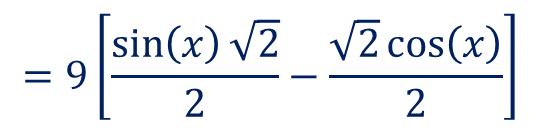 = 9 [ sin(x) √2 / 2 − √2 cos(x) / 2 ]